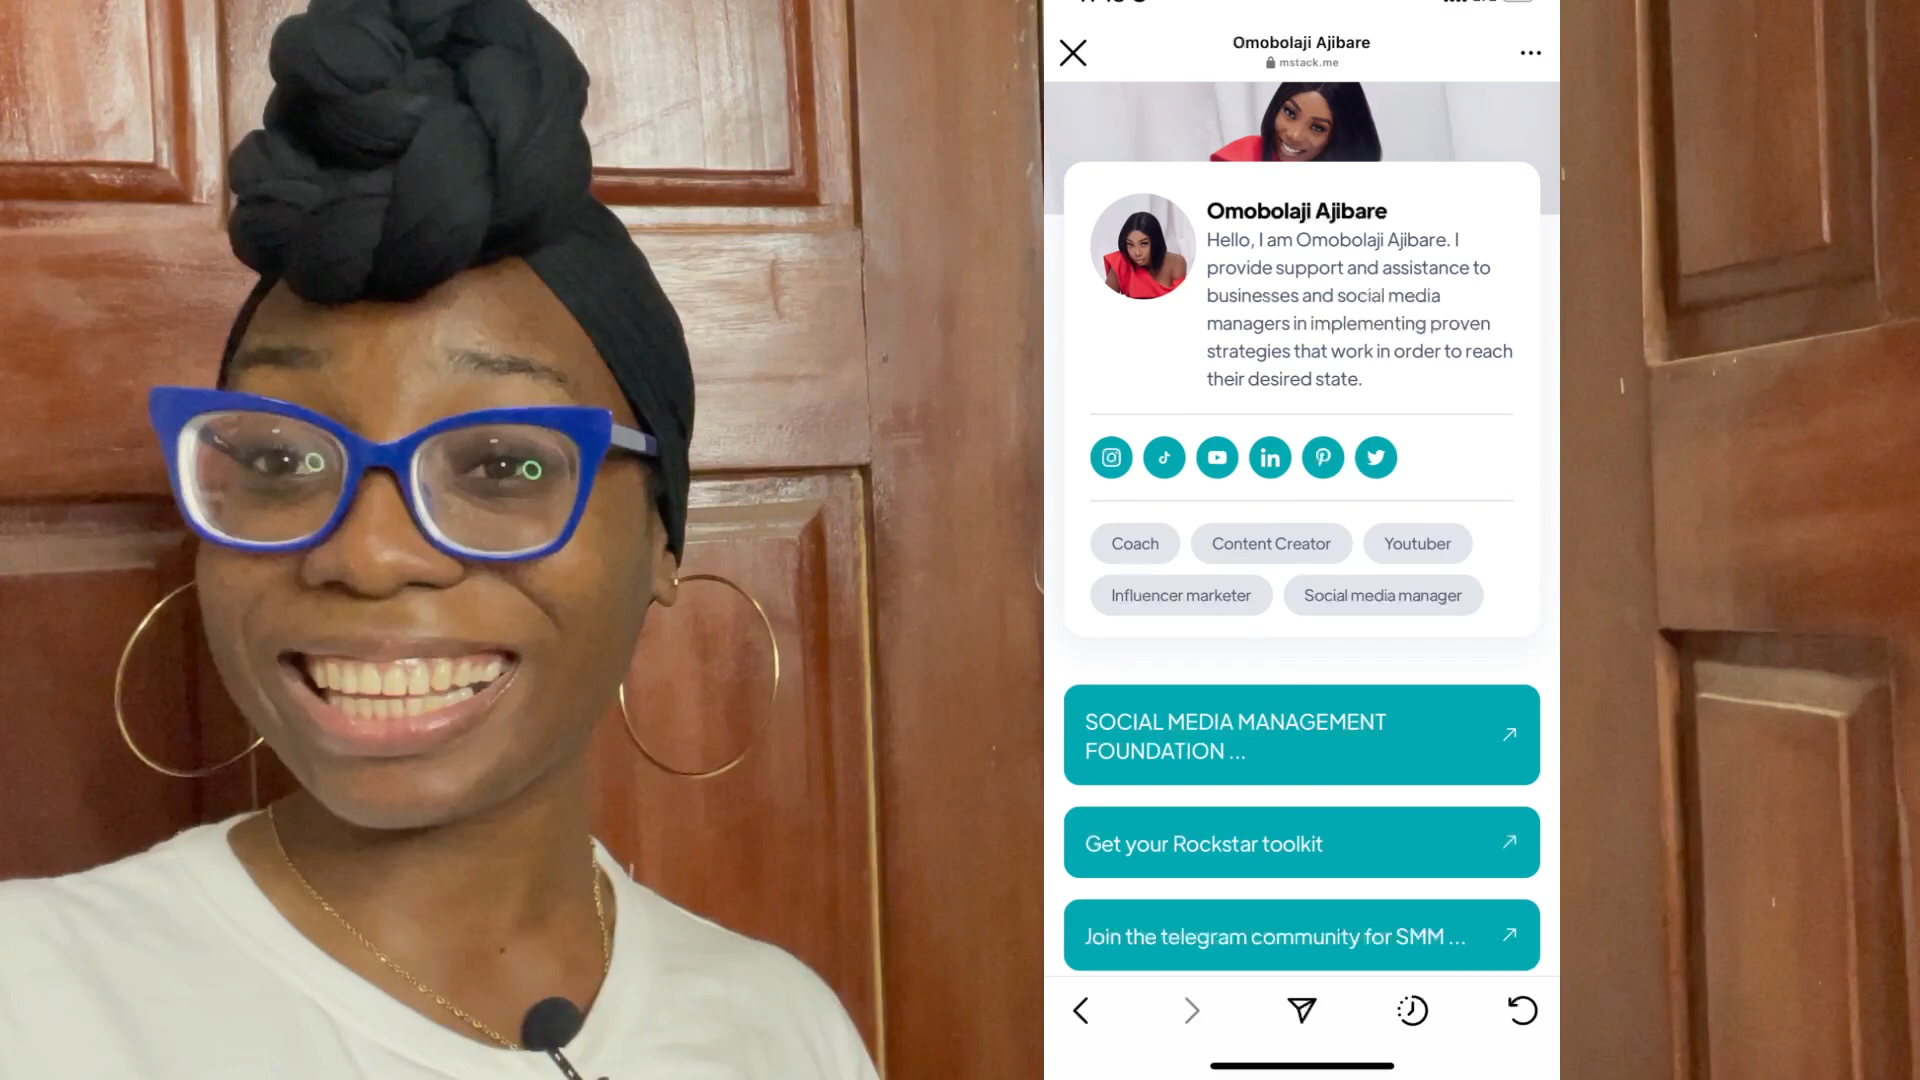 Omobolaji Ajibare
mstack.me
Omobolaji Ajibare
Hello, I am Omobolaji Ajibare. I
provide support and assistance to
businesses and social media
managers in implementing proven
strategies that work in order to reach
their desired state.
Coach
Content Creator
Youtuber
Influencer marketer
Social media manager
SOCIAL MEDIA MANAGEMENT
FOUNDATION ...
Get your Rockstar toolkit
Join the telegram community for SMM ...